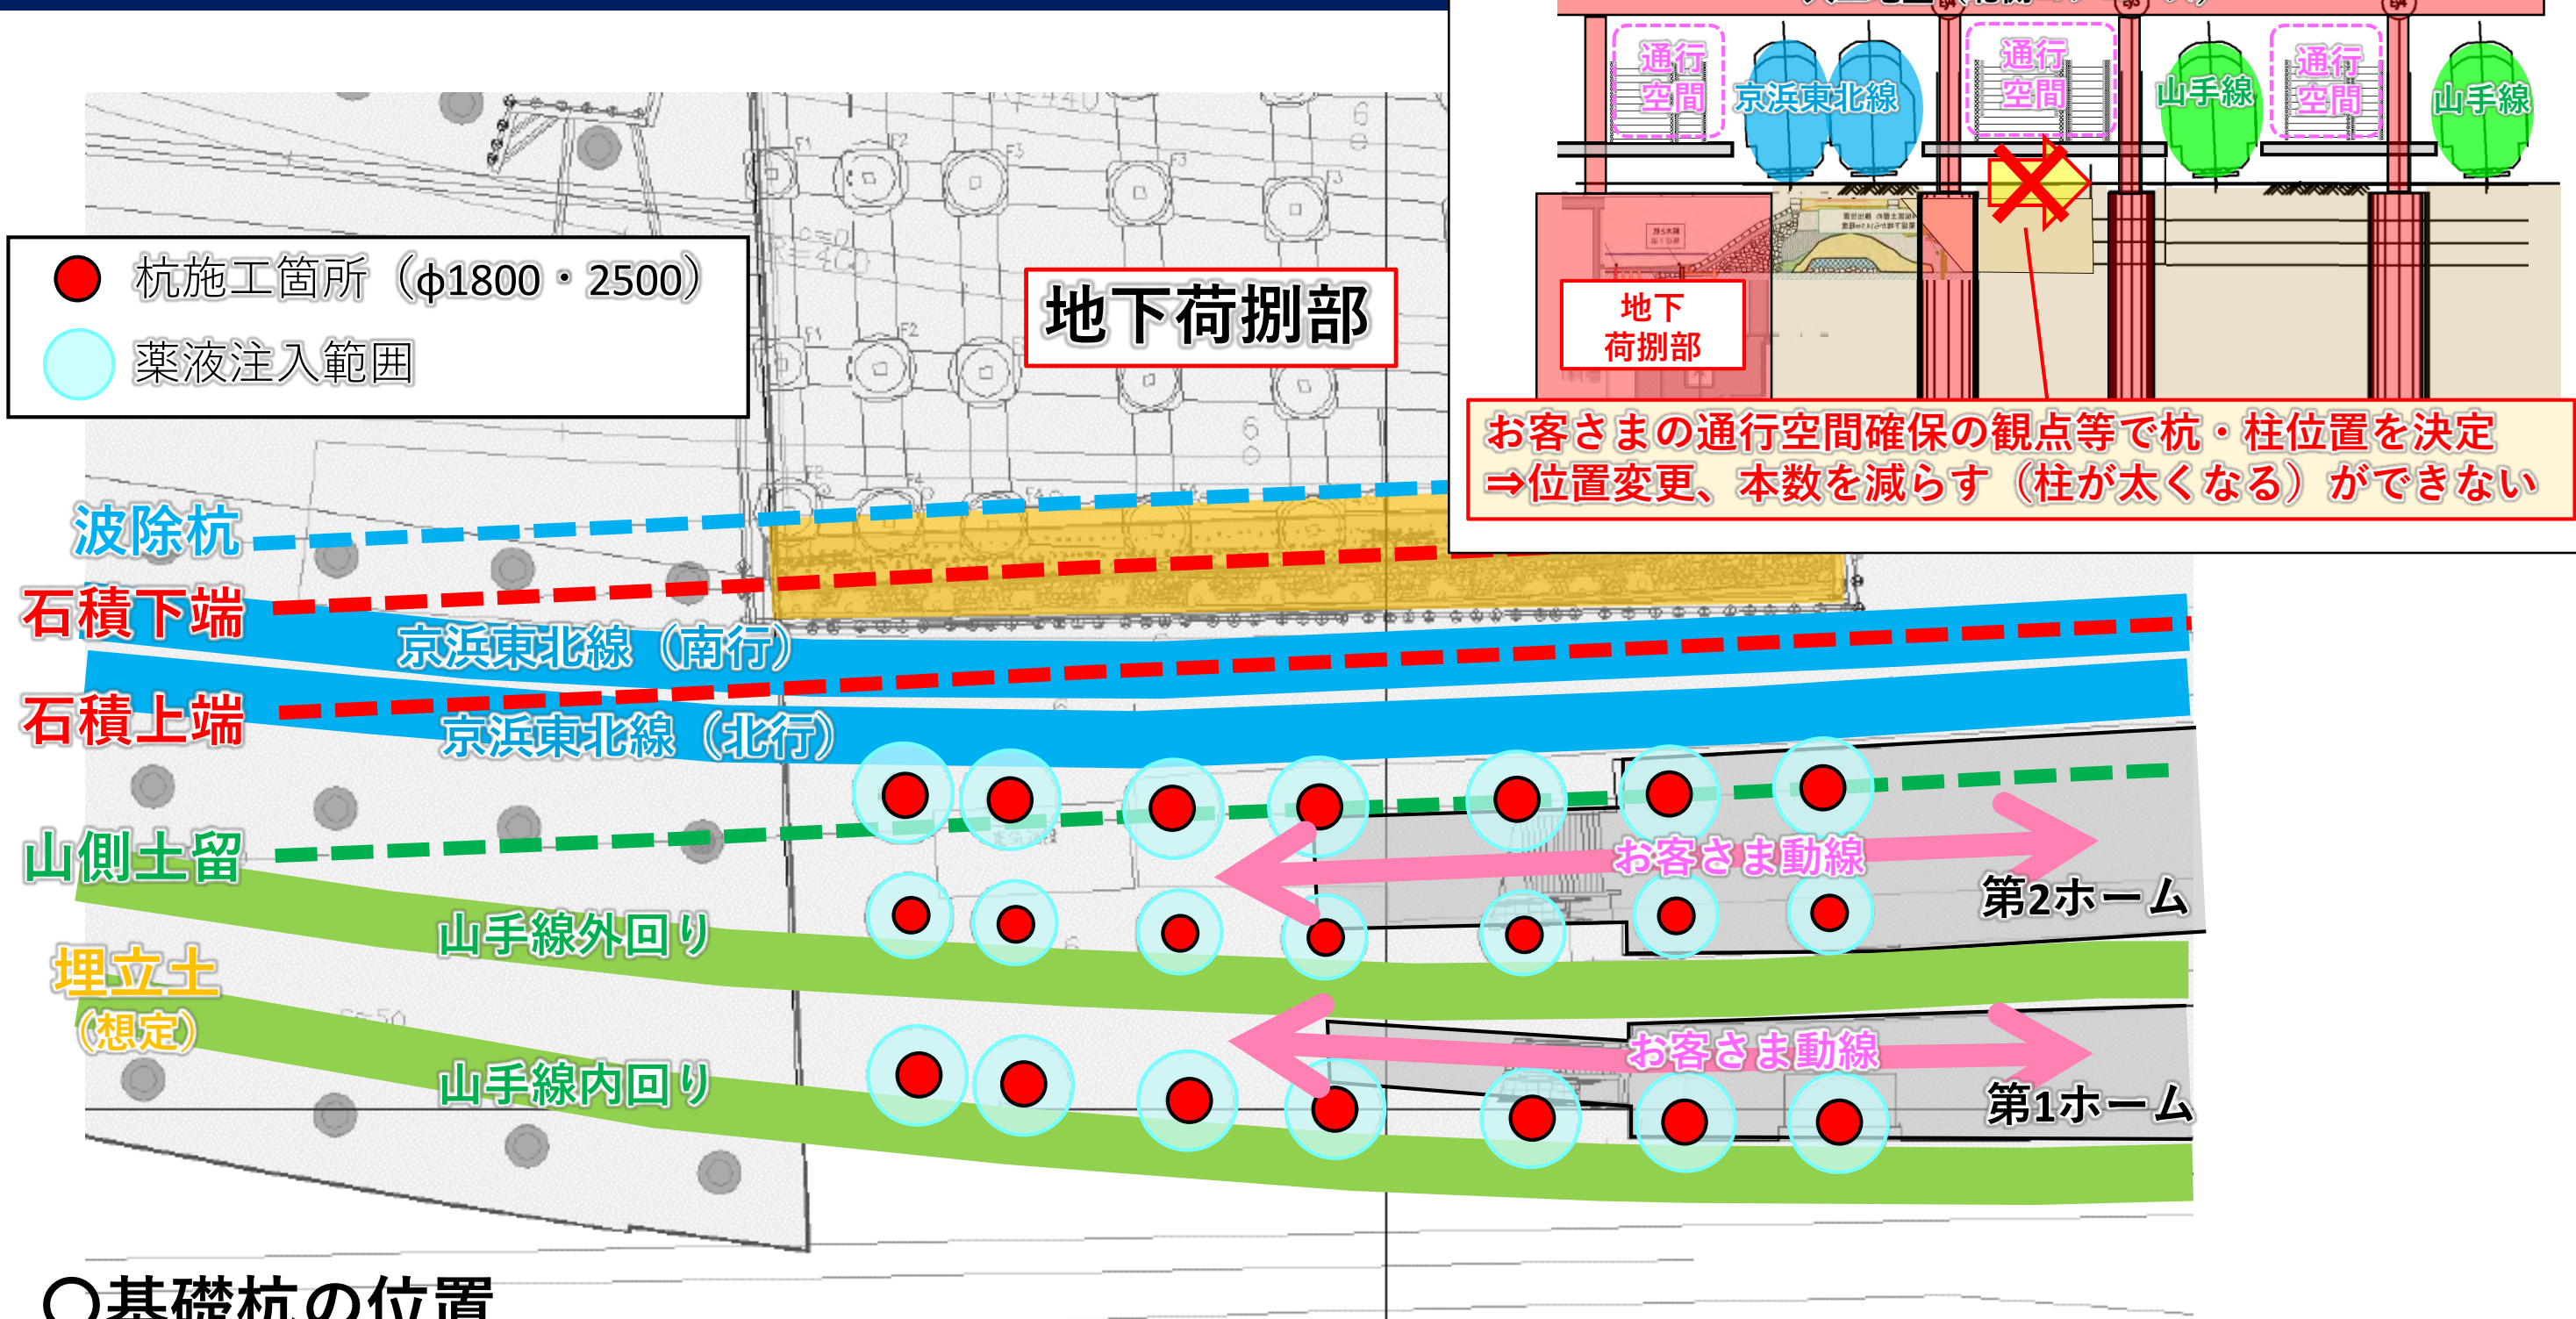 通行
空間
京浜東北線
通行
空間
山手線
通行
空間
山手線
地下
荷捌部
お客さまの通行空間確保の観点等で杭・柱位置を決定
⇒位置変更、本数を減らす（柱が太くなる）ができない
杭施工箇所（φ1800・2500）
薬液注入範囲
地下荷捌部
波除杭
石積下端
京浜東北線（南行）
石積上端
京浜東北線（北行）
山側土留
お客さま動線
第2ホーム
山手線外回り
埋立土
（想定）
お客さま動線
山手線内回り
第1ホーム
〇基礎杭の位置